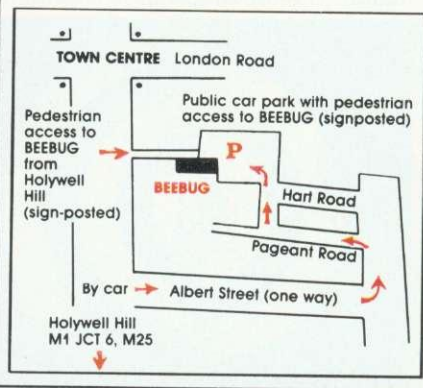 TOWN CENTRE London Road
Public car park with pedestrian
access to BEEBUG (signposted)
Pedestrian
access to
BEEBUG
from
Holywell
Hill
(sign-posted)
P
BEEBUG
Hart Road
Pageant Road
By car
Albert Street (one way)
Holywell Hill
M1 JCT 6, M25